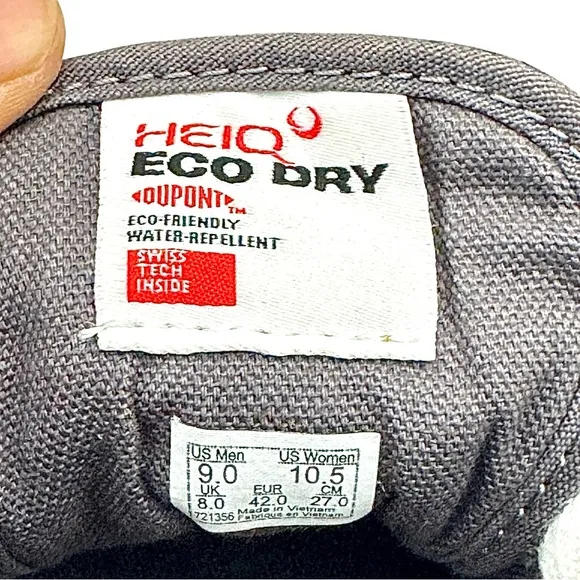 HEIQ
ECO DRY
DUPONT™
ECO-FRIENDLY
WATER-REPELLENT
SWISS
TECH
INSIDE
US Men US Women
9.0 10.5
UK EUR CM
8.0 42.0 27.0
721356 Made in Vietnam
Fabriqué en Vietnam